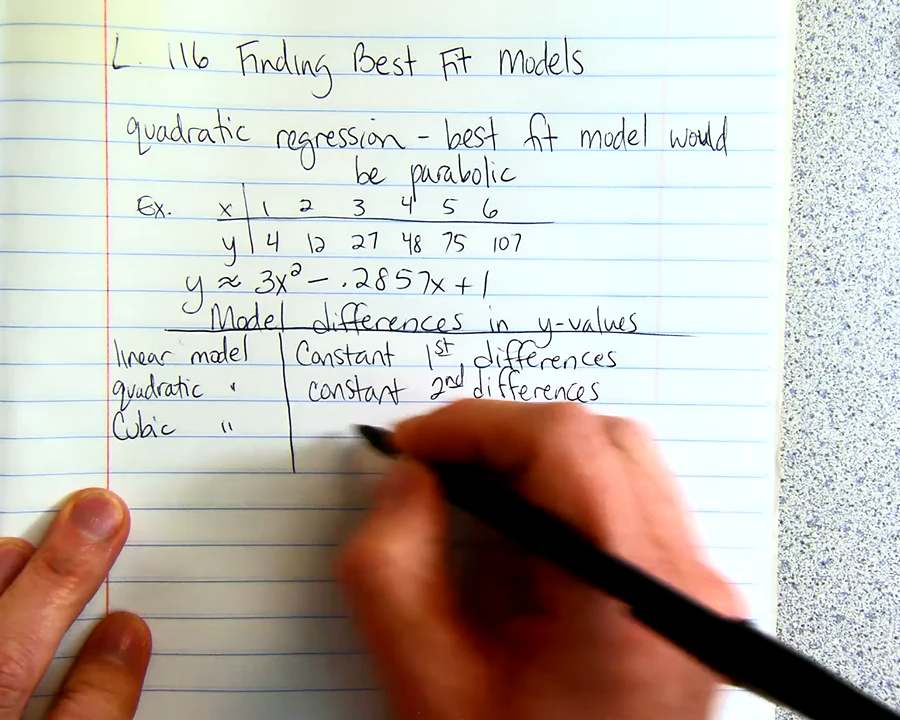 L. 116 Finding Best Fit Models
quadratic regression - best fit model would
be parabolic
Ex. x | 1 2 3 4 5 6
y | 4 12 27 48 75 107
y ≈ 3x² - .2857x + 1
Model differences in y-values
linear model | Constant 1st differences
quadratic " | constant 2nd differences
Cubic " |